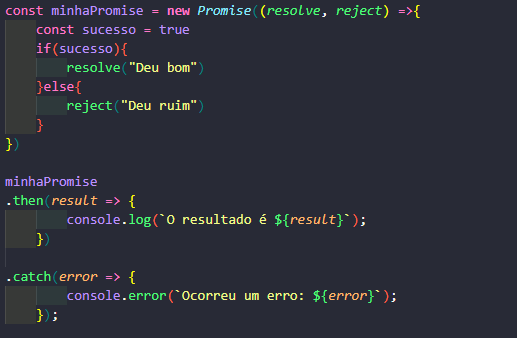 const minhaPromise = new Promise((resolve, reject) =>{
    const sucesso = true
    if(sucesso){
        resolve("Deu bom")
    }else{
        reject("Deu ruim")
    }
})

minhaPromise
.then(result => {
        console.log(`O resultado é ${result}`);
    })

.catch(error => {
        console.error(`Ocorreu um erro: ${error}`);
    });